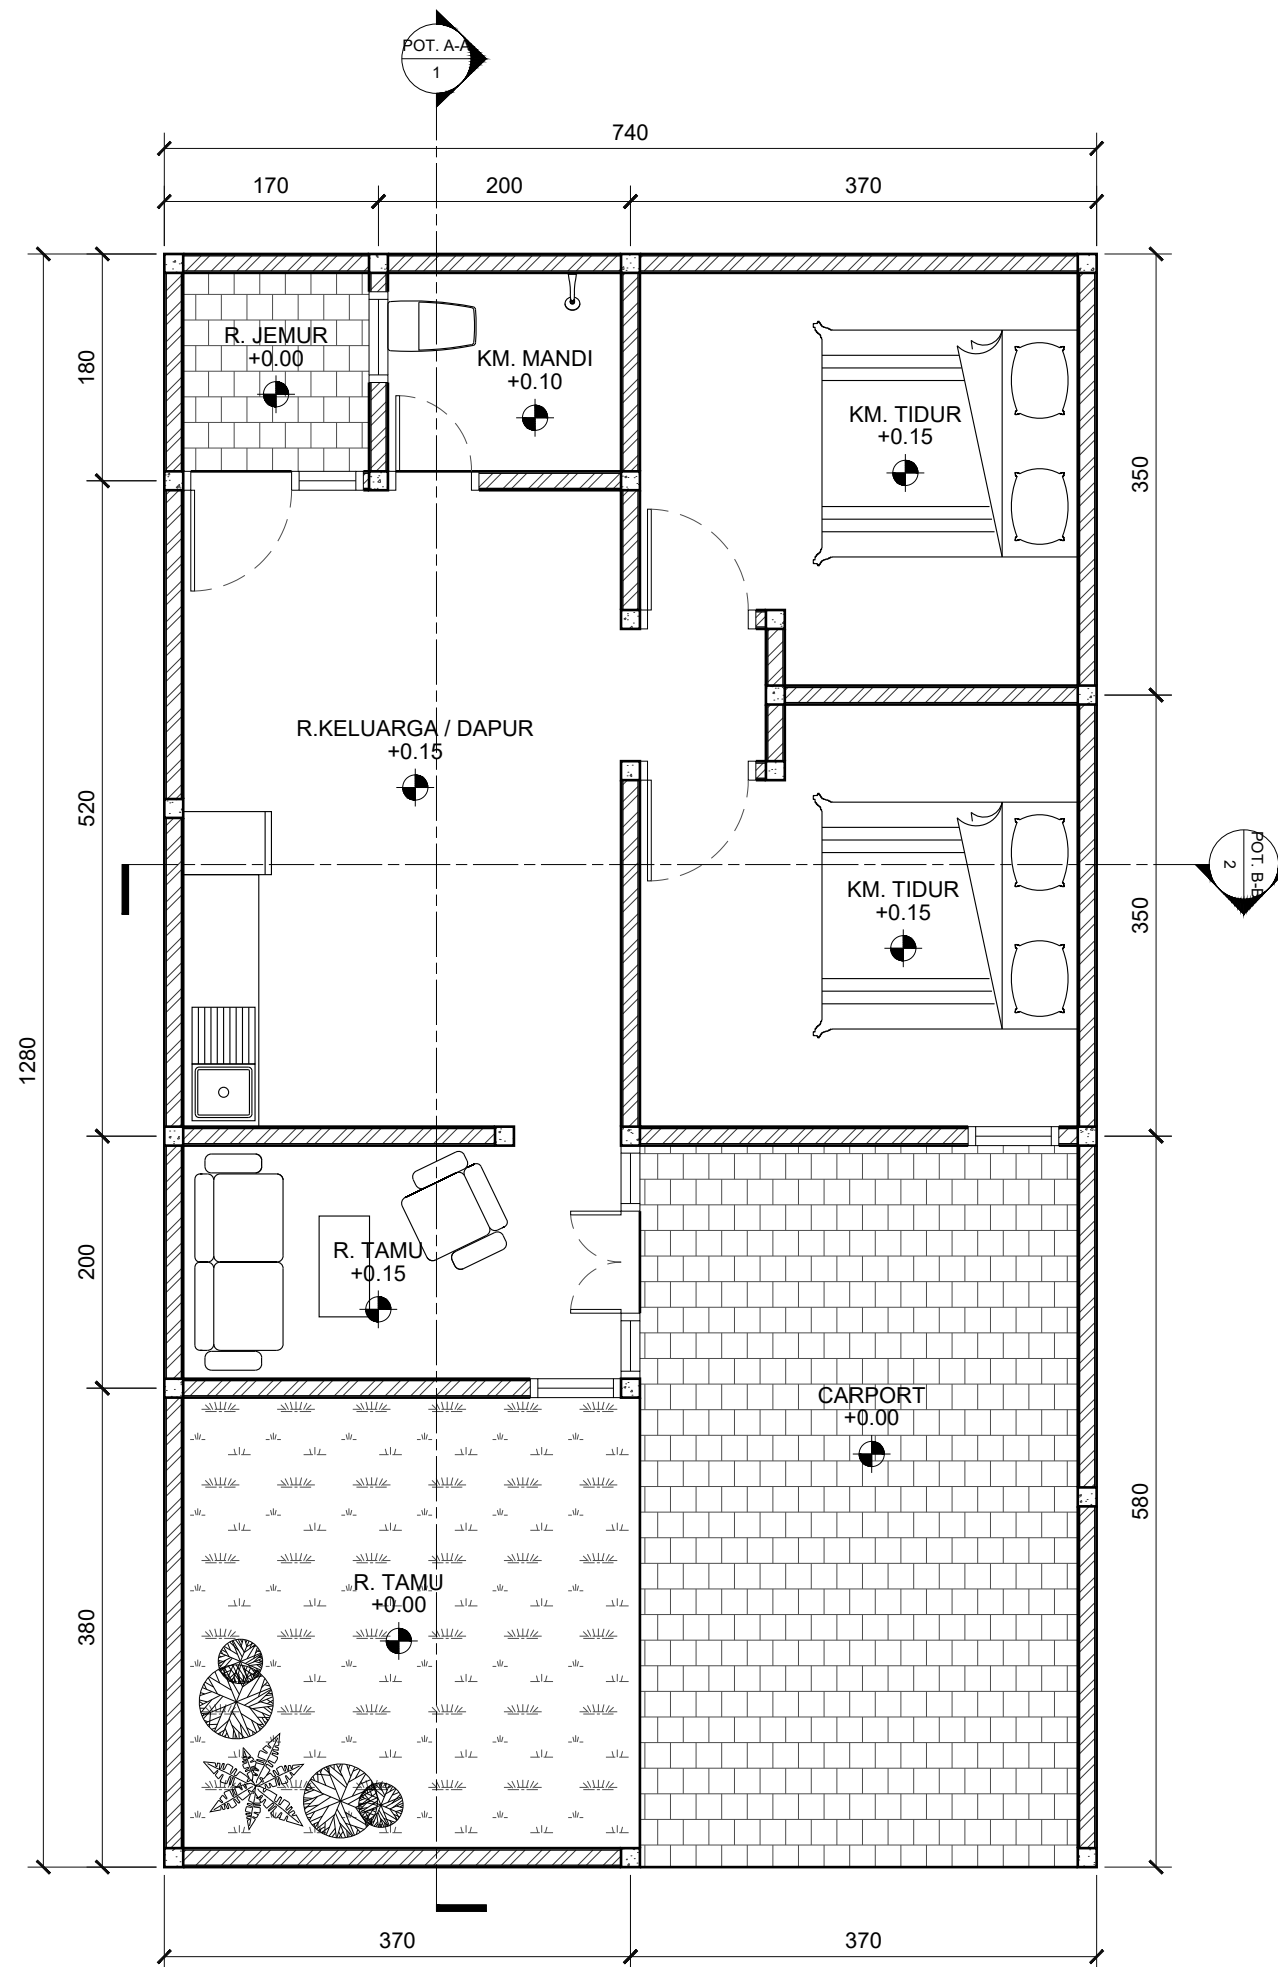 POT. A-A
1
740
170
200
370
R. JEMUR
+0.00
KM. MANDI
+0.10
KM. TIDUR
+0.15
180
350
R.KELUARGA / DAPUR
+0.15
520
POT. B-B
2
KM. TIDUR
+0.15
350
1280
R. TAMU
+0.15
200
CARPORT
+0.00
580
R. TAMU
+0.00
380
370
370